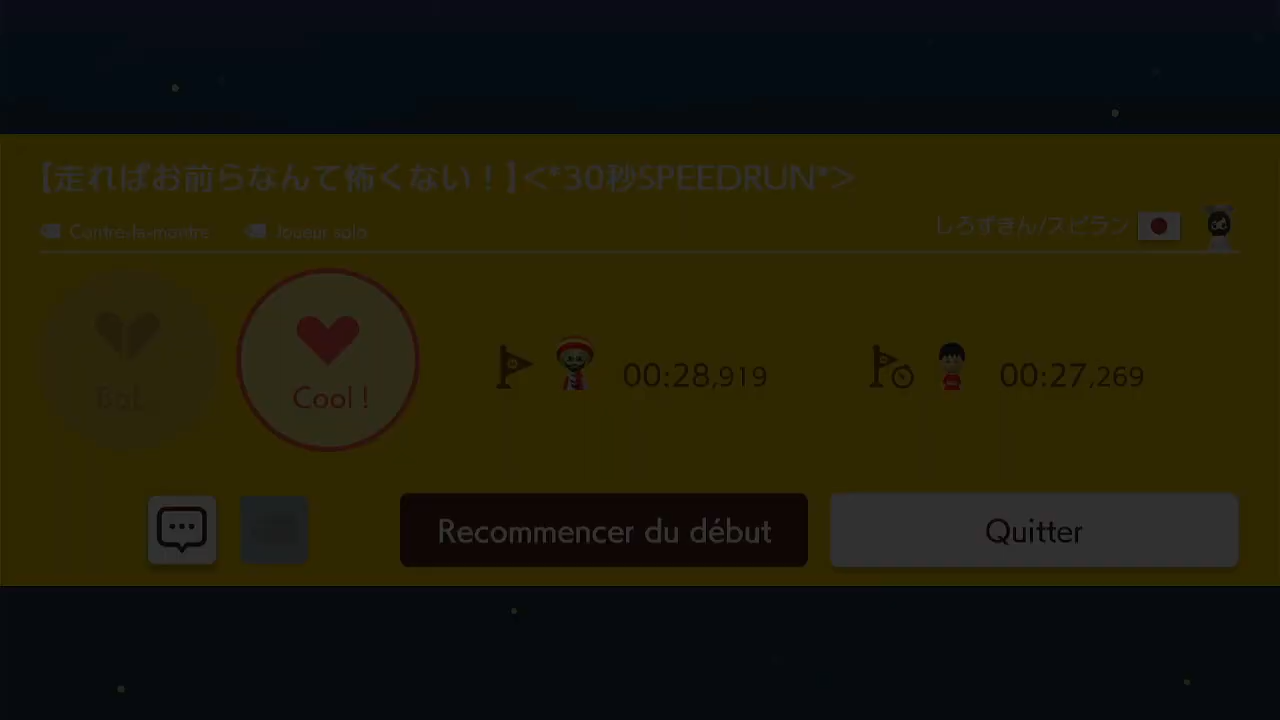 【走ればお前らなんて怖くない！】<*30秒SPEEDRUN*>
Contre-la-montre Joueur solo
しろずきん/スピラン
Bof...
Cool !
00:28,919
00:27,269
Recommencer du début
Quitter